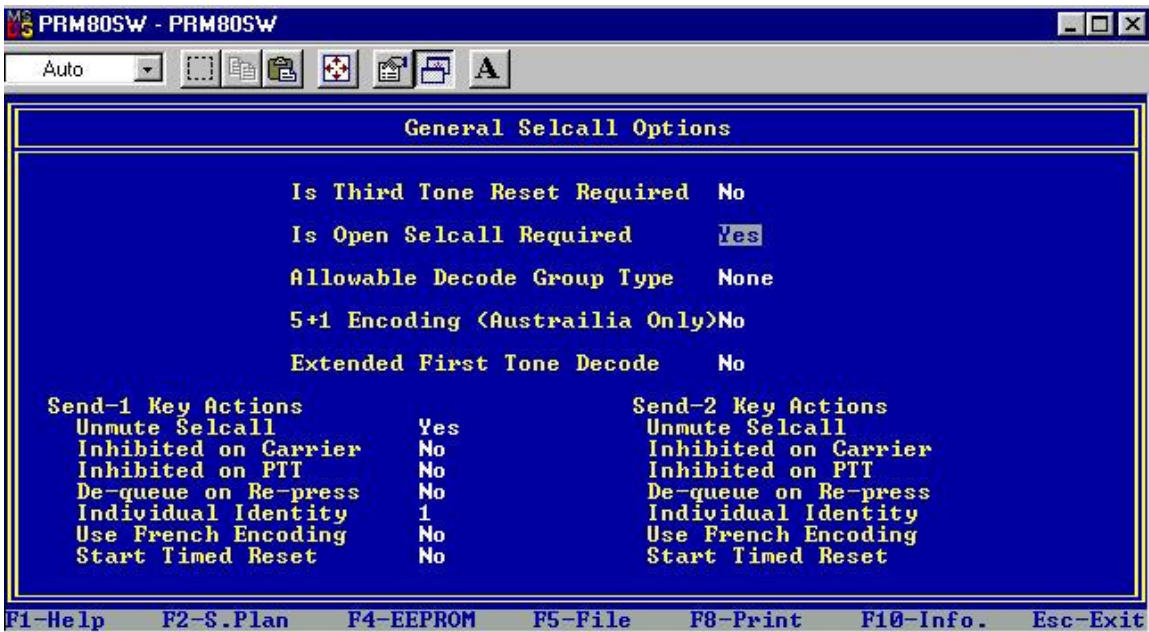 PRM80SW - PRM80SW
Auto A
General Selcall Options
Is Third Tone Reset Required No
Is Open Selcall Required Yes
Allowable Decode Group Type None
5+1 Encoding (Austrailia Only)No
Extended First Tone Decode No
Send-1 Key Actions Send-2 Key Actions
Unmute Selcall Yes Unmute Selcall
Inhibited on Carrier No Inhibited on Carrier
Inhibited on PTT No Inhibited on PTT
De-queue on Re-press No De-queue on Re-press
Individual Identity 1 Individual Identity
Use French Encoding No Use French Encoding
Start Timed Reset No Start Timed Reset
F1-Help F2-S.Plan F4-EEPROM F5-File F8-Print F10-Info. Esc-Exit